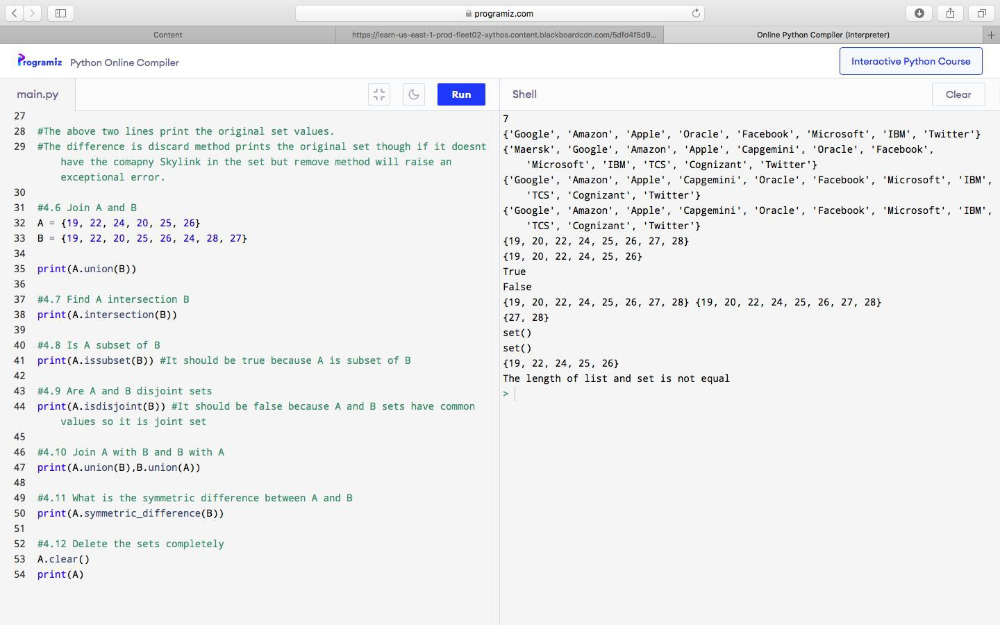 programiz.com
Content
https://learn-us-east-1-prod-fleet02-xythos.content.blackboardcdn.com/5dfd4f5d9...
Online Python Compiler (Interpreter)
Programiz Python Online Compiler
Interactive Python Course
main.py
Run
Shell
Clear
27
28 #The above two lines print the original set values.
29 #The difference is discard method prints the original set though if it doesnt
have the comapny Skylink in the set but remove method will raise an
exceptional error.
30
31 #4.6 Join A and B
32 A = {19, 22, 24, 20, 25, 26}
33 B = {19, 22, 20, 25, 26, 24, 28, 27}
34
35 print(A.union(B))
36
37 #4.7 Find A intersection B
38 print(A.intersection(B))
39
40 #4.8 Is A subset of B
41 print(A.issubset(B)) #It should be true because A is subset of B
42
43 #4.9 Are A and B disjoint sets
44 print(A.isdisjoint(B)) #It should be false because A and B sets have common
values so it is joint set
45
46 #4.10 Join A with B and B with A
47 print(A.union(B),B.union(A))
48
49 #4.11 What is the symmetric difference between A and B
50 print(A.symmetric_difference(B))
51
52 #4.12 Delete the sets completely
53 A.clear()
54 print(A)
7
{'Google', 'Amazon', 'Apple', 'Oracle', 'Facebook', 'Microsoft', 'IBM', 'Twitter'}
{'Maersk', 'Google', 'Amazon', 'Apple', 'Capgemini', 'Oracle', 'Facebook',
'Microsoft', 'IBM', 'TCS', 'Cognizant', 'Twitter'}
{'Google', 'Amazon', 'Apple', 'Capgemini', 'Oracle', 'Facebook', 'Microsoft', 'IBM',
'TCS', 'Cognizant', 'Twitter'}
{'Google', 'Amazon', 'Apple', 'Capgemini', 'Oracle', 'Facebook', 'Microsoft', 'IBM',
'TCS', 'Cognizant', 'Twitter'}
{19, 20, 22, 24, 25, 26, 27, 28}
{19, 20, 22, 24, 25, 26}
True
False
{19, 20, 22, 24, 25, 26, 27, 28} {19, 20, 22, 24, 25, 26, 27, 28}
{27, 28}
set()
set()
{19, 22, 24, 25, 26}
The length of list and set is not equal
>